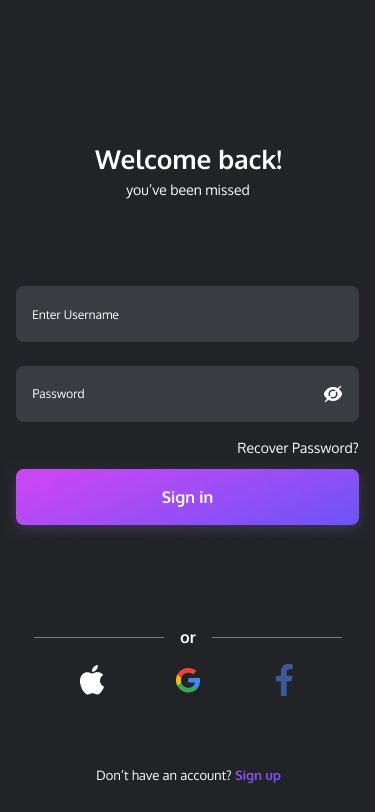 Welcome back!
you've been missed
Enter Username
Password
Recover Password?
Sign in
or
Don't have an account? Sign up